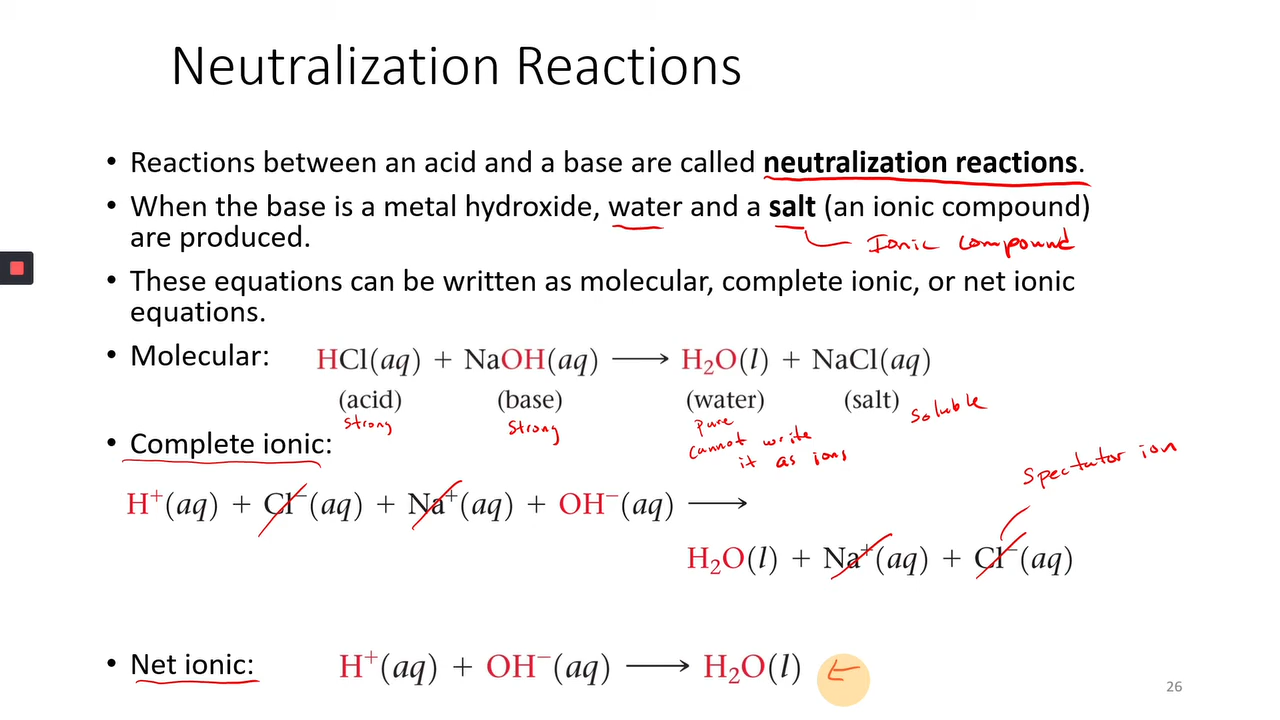 Neutralization Reactions
• Reactions between an acid and a base are called neutralization reactions.
• When the base is a metal hydroxide, water and a salt (an ionic compound)
are produced.
Ionic compound
• These equations can be written as molecular, complete ionic, or net ionic
equations.
• Molecular: HCl(aq) + NaOH(aq) ⟶ H₂O(l) + NaCl(aq)
(acid) (base) (water) (salt) soluble
strong strong pure
cannot write
it as ions
• Complete ionic:
spectator ion
H⁺(aq) + Cl⁻(aq) + Na⁺(aq) + OH⁻(aq) ⟶
H₂O(l) + Na⁺(aq) + Cl⁻(aq)
• Net ionic: H⁺(aq) + OH⁻(aq) ⟶ H₂O(l) ←
26